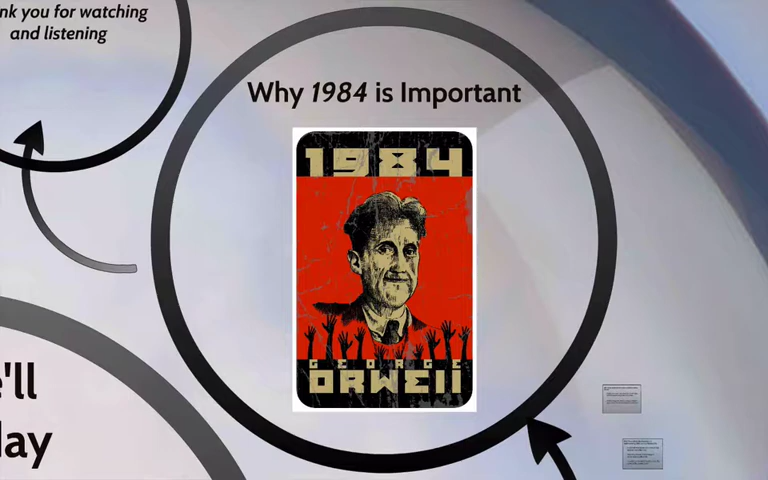 nk you for watching
and listening
Why 1984 is Important
1984
GEORGE
ORWEll
e'll
lay